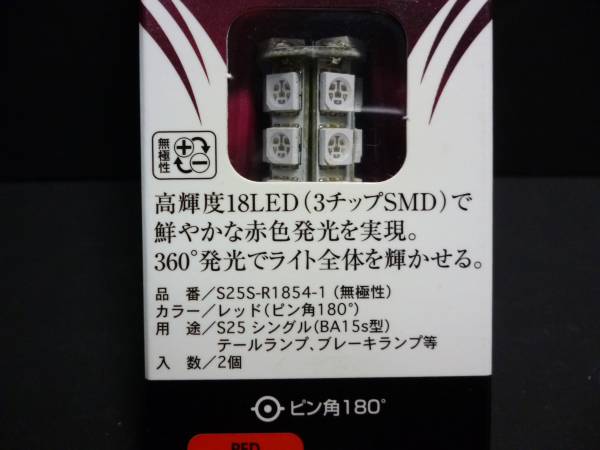 無極性
高輝度18LED(3チップSMD)で
鮮やかな赤色発光を実現。
360°発光でライト全体を輝かせる。
品　番/S25S-R1854-1 (無極性)
カラー/レッド(ピン角180°)
用　途/S25 シングル(BA15s型)
テールランプ、ブレーキランプ等
入　数/2個
ピン角180°
RED